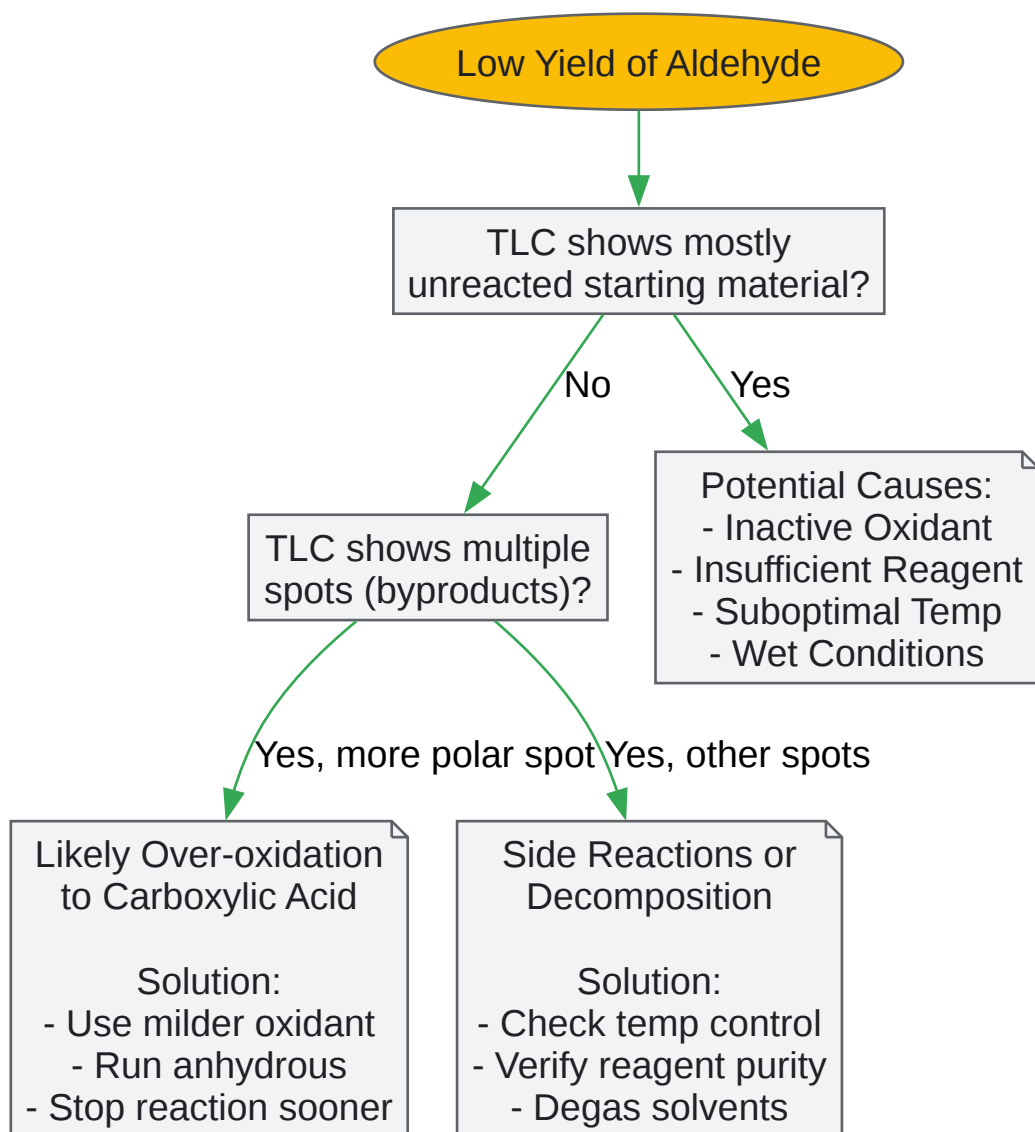 Low Yield of Aldehyde
TLC shows mostly
unreacted starting material?
No
Yes
Potential Causes:
- Inactive Oxidant
- Insufficient Reagent
- Suboptimal Temp
- Wet Conditions
TLC shows multiple
spots (byproducts)?
Yes, more polar spot
Yes, other spots
Likely Over-oxidation
to Carboxylic Acid
Solution:
- Use milder oxidant
- Run anhydrous
- Stop reaction sooner
Side Reactions or
Decomposition
Solution:
- Check temp control
- Verify reagent purity
- Degas solvents